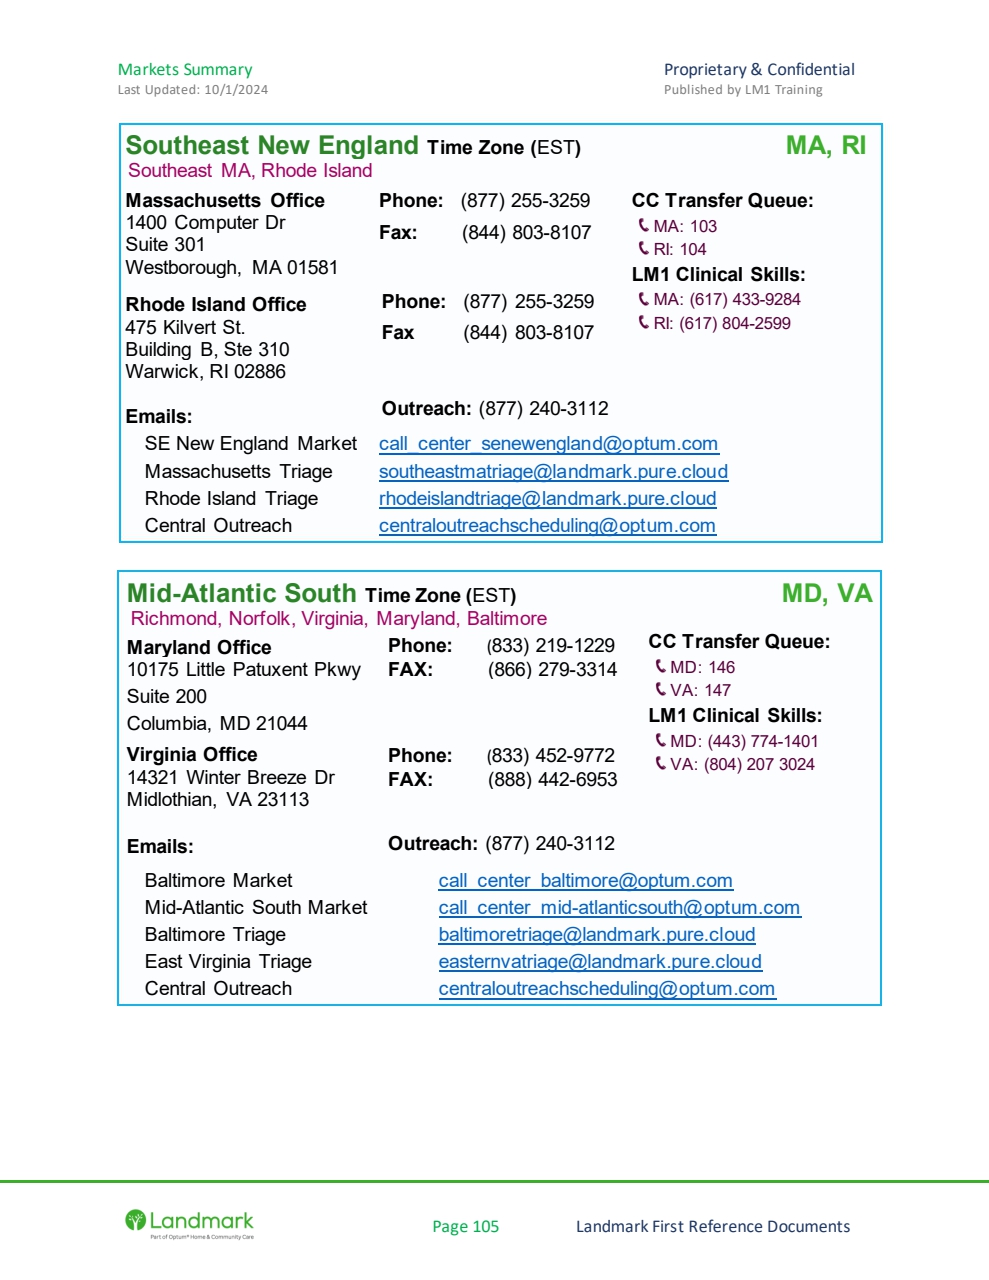 Markets Summary
Proprietary & Confidential
Last Updated: 10/1/2024
Published by LM1 Training
Southeast New England Time Zone (EST)
MA, RI
Southeast MA, Rhode Island
Massachusetts Office
1400 Computer Dr
Suite 301
Westborough, MA 01581
Phone: (877) 255-3259
Fax: (844) 803-8107
CC Transfer Queue:
MA: 103
RI: 104
LM1 Clinical Skills:
MA: (617) 433-9284
RI: (617) 804-2599
Rhode Island Office
475 Kilvert St.
Building B, Ste 310
Warwick, RI 02886
Phone: (877) 255-3259
Fax (844) 803-8107
Outreach: (877) 240-3112
Emails:
SE New England Market call_center_senewengland@optum.com
Massachusetts Triage southeastmatriage@landmark.pure.cloud
Rhode Island Triage rhodeislandtriage@landmark.pure.cloud
Central Outreach centraloutreachscheduling@optum.com
Mid-Atlantic South Time Zone (EST)
MD, VA
Richmond, Norfolk, Virginia, Maryland, Baltimore
Maryland Office
10175 Little Patuxent Pkwy
Suite 200
Columbia, MD 21044
Phone: (833) 219-1229
FAX: (866) 279-3314
CC Transfer Queue:
MD: 146
VA: 147
LM1 Clinical Skills:
MD: (443) 774-1401
VA: (804) 207 3024
Virginia Office
14321 Winter Breeze Dr
Midlothian, VA 23113
Phone: (833) 452-9772
FAX: (888) 442-6953
Emails:
Outreach: (877) 240-3112
Baltimore Market call_center_baltimore@optum.com
Mid-Atlantic South Market call_center_mid-atlanticsouth@optum.com
Baltimore Triage baltimoretriage@landmark.pure.cloud
East Virginia Triage easternvatriage@landmark.pure.cloud
Central Outreach centraloutreachscheduling@optum.com
Landmark
Part of Optum® Home & Community Care
Page 105
Landmark First Reference Documents